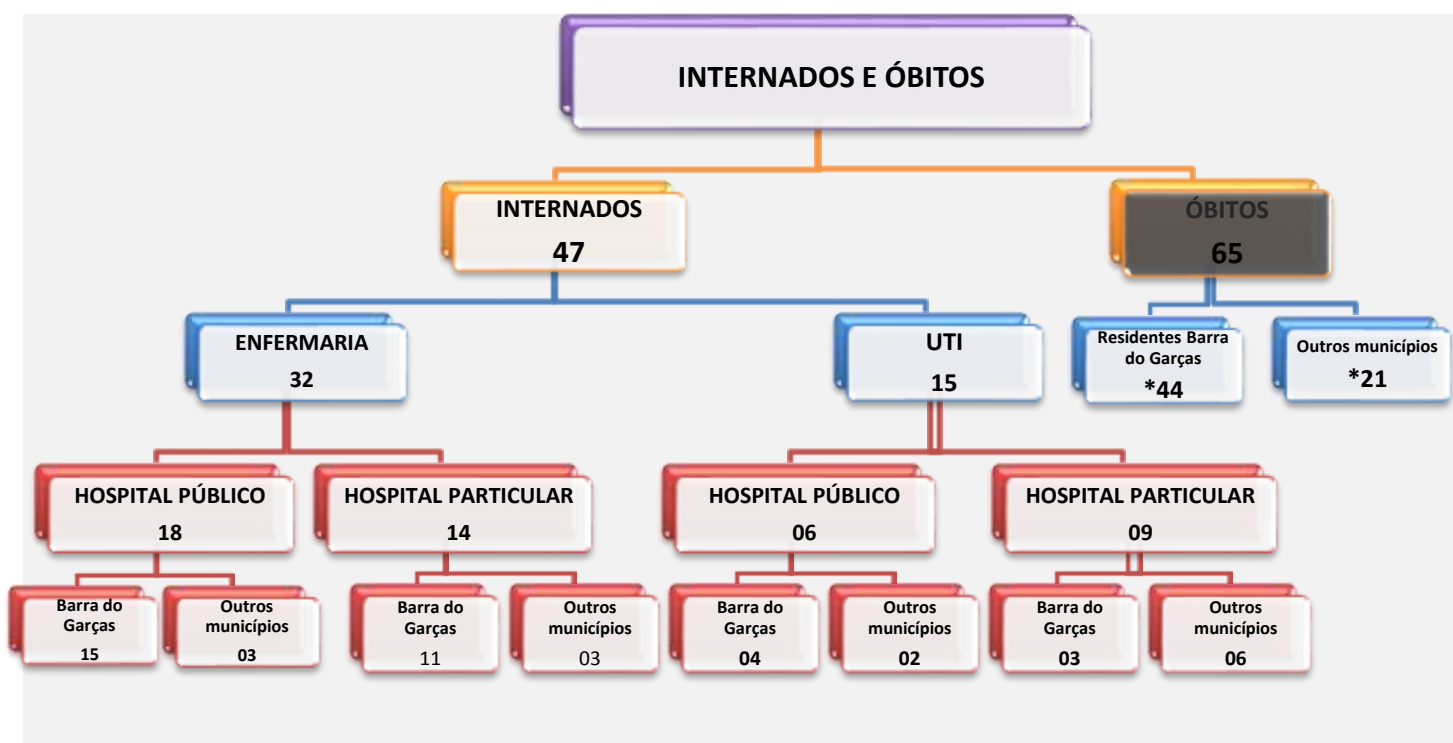 INTERNADOS E ÓBITOS
INTERNADOS
47
ÓBITOS
65
ENFERMARIA
32
UTI
15
Residentes Barra
do Garças
*44
Outros municípios
*21
HOSPITAL PÚBLICO
18
HOSPITAL PARTICULAR
14
HOSPITAL PÚBLICO
06
HOSPITAL PARTICULAR
09
Barra do
Garças
15
Outros
municípios
03
Barra do
Garças
11
Outros
municípios
03
Barra do
Garças
04
Outros
municípios
02
Barra do
Garças
03
Outros
municípios
06